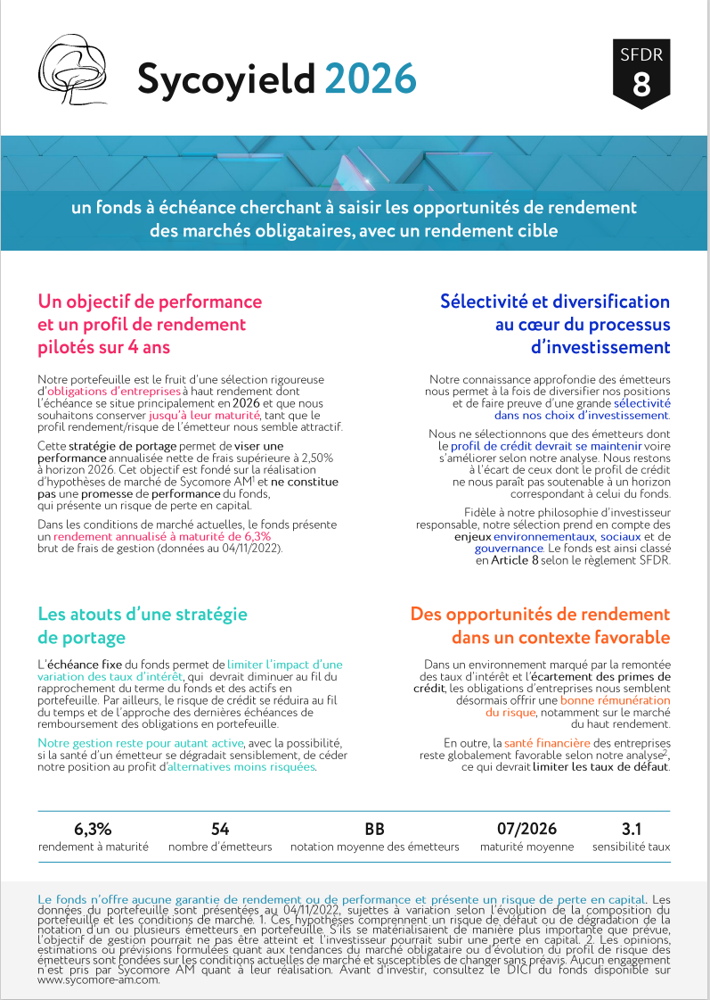 Sycoyield 2026
SFDR
8
un fonds à échéance cherchant à saisir les opportunités de rendement
des marchés obligataires, avec un rendement cible
Un objectif de performance
et un profil de rendement
pilotés sur 4 ans
Notre portefeuille est le fruit d'une sélection rigoureuse
d'obligations d'entreprises à haut rendement dont
l'échéance se situe principalement en 2026 et que nous
souhaitons conserver jusqu'à leur maturité, tant que le
profil rendement/risque de l'émetteur nous semble attractif.
Cette stratégie de portage permet de viser une
performance annualisée nette de frais supérieure à 2,50%
à horizon 2026. Cet objectif est fondé sur la réalisation
d'hypothèses de marché de Sycomore AM¹ et ne constitue
pas une promesse de performance du fonds,
qui présente un risque de perte en capital.
Dans les conditions de marché actuelles, le fonds présente
un rendement annualisé à maturité de 6,3%
brut de frais de gestion (données au 04/11/2022).
Sélectivité et diversification
au cœur du processus
d'investissement
Notre connaissance approfondie des émetteurs
nous permet à la fois de diversifier nos positions
et de faire preuve d'une grande sélectivité
dans nos choix d'investissement.
Nous ne sélectionnons que des émetteurs dont
le profil de crédit devrait se maintenir voire
s'améliorer selon notre analyse. Nous restons
à l'écart de ceux dont le profil de crédit
ne nous paraît pas soutenable à un horizon
correspondant à celui du fonds.
Fidèle à notre philosophie d'investisseur
responsable, notre sélection prend en compte des
enjeux environnementaux, sociaux et de
gouvernance. Le fonds est ainsi classé
en Article 8 selon le règlement SFDR.
Les atouts d'une stratégie
de portage
L'échéance fixe du fonds permet de limiter l'impact d'une
variation des taux d'intérêt, qui devrait diminuer au fil du
rapprochement du terme du fonds et des actifs en
portefeuille. Par ailleurs, le risque de crédit se réduira au fil
du temps et de l'approche des dernières échéances de
remboursement des obligations en portefeuille.
Notre gestion reste pour autant active, avec la possibilité,
si la santé d'un émetteur se dégradait sensiblement, de céder
notre position au profit d'alternatives moins risquées.
Des opportunités de rendement
dans un contexte favorable
Dans un environnement marqué par la remontée
des taux d'intérêt et l'écartement des primes de
crédit, les obligations d'entreprises nous semblent
désormais offrir une bonne rémunération
du risque, notamment sur le marché
du haut rendement.
En outre, la santé financière des entreprises
reste globalement favorable selon notre analyse²,
ce qui devrait limiter les taux de défaut.
6,3%
rendement à maturité
54
nombre d'émetteurs
BB
notation moyenne des émetteurs
07/2026
maturité moyenne
3.1
sensibilité taux
Le fonds n'offre aucune garantie de rendement ou de performance et présente un risque de perte en capital. Les
données du portefeuille sont présentées au 04/11/2022, sujettes à variation selon l'évolution de la composition du
portefeuille et les conditions de marché. 1. Ces hypothèses comprennent un risque de défaut ou de dégradation de la
notation d'un ou plusieurs émetteurs en portefeuille. S'ils se matérialisaient de manière plus importante que prévue,
l'objectif de gestion pourrait ne pas être atteint et l'investisseur pourrait subir une perte en capital. 2. Les opinions,
estimations ou prévisions formulées quant aux tendances du marché obligataire ou d'évolution du profil de risque des
émetteurs sont fondées sur les conditions actuelles de marché et susceptibles de changer sans préavis. Aucun engagement
n'est pris par Sycomore AM quant à leur réalisation. Avant d'investir, consultez le DICI du fonds disponible sur
www.sycomore-am.com.